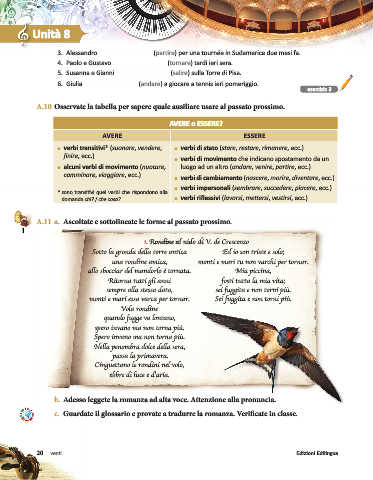 Unità 8
3. Alessandro (partire) per una tournée in Sudamerica due mesi fa.
4. Paolo e Gustavo (tornare) tardi ieri sera.
5. Susanna e Gianni (salire) sulla Torre di Pisa.
6. Giulia (andare) a giocare a tennis ieri pomeriggio.
esercizio 3
A.10 Osservate la tabella per sapere quale ausiliare usare al passato prossimo.
AVERE o ESSERE?
AVERE
verbi transitivi* (suonare, vendere,
finire, ecc.)
alcuni verbi di movimento (nuotare,
camminare, viaggiare, ecc.)
* sono transitivi quei verbi che rispondono alla
domanda chi? / che cosa?
ESSERE
verbi di stato (stare, restare, rimanere, ecc.)
verbi di movimento che indicano spostamento da un
luogo ad un altro (andare, venire, partire, ecc.)
verbi di cambiamento (nascere, morire, diventare, ecc.)
verbi impersonali (sembrare, succedere, piacere, ecc.)
verbi riflessivi (lavarsi, mettersi, vestirsi, ecc.)
1
A.11 a. Ascoltate e sottolineate le forme al passato prossimo.
1. Rondine al nido di V. de Crescenzo
Sotto la gronda della torre antica
una rondine amica,
allo sbocciar del mandorlo è tornata.
Ritorna tutti gli anni
sempre alla stessa data,
monti e mari essa varca per tornar.
Vola rondine
quando fugge va lontano,
spero invano ma non torna più.
Spero invano ma non torna più.
Nella penombra dolce della sera,
passa la primavera.
Cinguettano le rondini nel volo,
ebbre di luce e d'aria.
Ed io son triste e solo;
monti e mari tu non varchi per tornar.
Mia piccina,
fosti tutta la mia vita;
sei fuggita e non torni più.
Sei fuggita e non torni più.
b. Adesso leggete la romanza ad alta voce. Attenzione alla pronuncia.
c. Guardate il glossario e provate a tradurre la romanza. Verificate in classe.
20 venti
Edizioni Edilingua